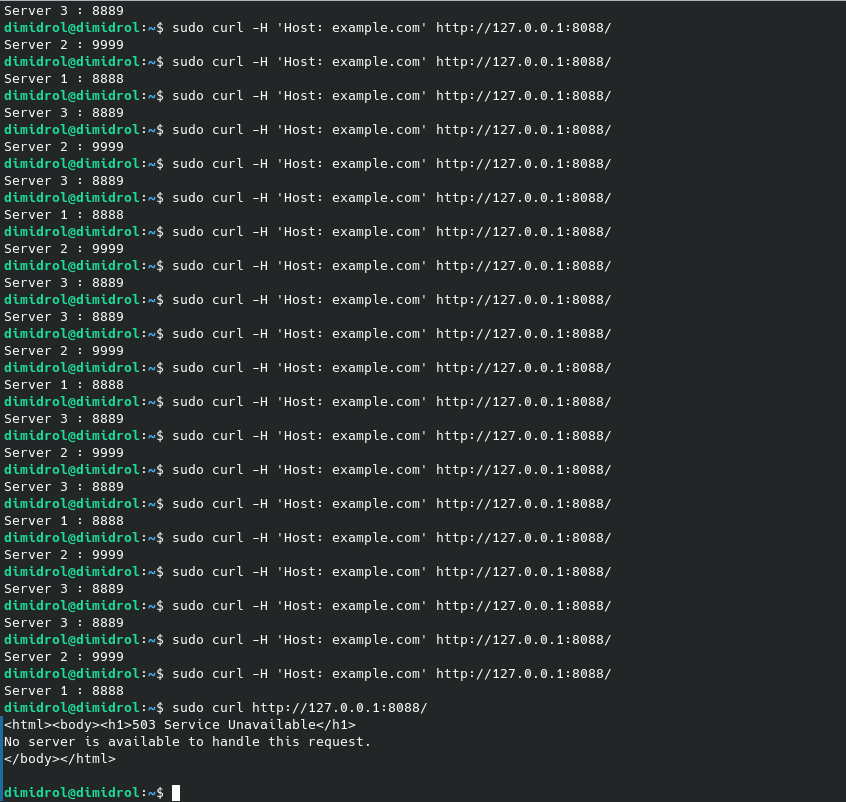 Server 3 : 8889
dimidrol@dimidrol:~$ sudo curl -H 'Host: example.com' http://127.0.0.1:8088/
Server 2 : 9999
dimidrol@dimidrol:~$ sudo curl -H 'Host: example.com' http://127.0.0.1:8088/
Server 1 : 8888
dimidrol@dimidrol:~$ sudo curl -H 'Host: example.com' http://127.0.0.1:8088/
Server 3 : 8889
dimidrol@dimidrol:~$ sudo curl -H 'Host: example.com' http://127.0.0.1:8088/
Server 2 : 9999
dimidrol@dimidrol:~$ sudo curl -H 'Host: example.com' http://127.0.0.1:8088/
Server 3 : 8889
dimidrol@dimidrol:~$ sudo curl -H 'Host: example.com' http://127.0.0.1:8088/
Server 1 : 8888
dimidrol@dimidrol:~$ sudo curl -H 'Host: example.com' http://127.0.0.1:8088/
Server 2 : 9999
dimidrol@dimidrol:~$ sudo curl -H 'Host: example.com' http://127.0.0.1:8088/
Server 3 : 8889
dimidrol@dimidrol:~$ sudo curl -H 'Host: example.com' http://127.0.0.1:8088/
Server 3 : 8889
dimidrol@dimidrol:~$ sudo curl -H 'Host: example.com' http://127.0.0.1:8088/
Server 2 : 9999
dimidrol@dimidrol:~$ sudo curl -H 'Host: example.com' http://127.0.0.1:8088/
Server 1 : 8888
dimidrol@dimidrol:~$ sudo curl -H 'Host: example.com' http://127.0.0.1:8088/
Server 3 : 8889
dimidrol@dimidrol:~$ sudo curl -H 'Host: example.com' http://127.0.0.1:8088/
Server 2 : 9999
dimidrol@dimidrol:~$ sudo curl -H 'Host: example.com' http://127.0.0.1:8088/
Server 3 : 8889
dimidrol@dimidrol:~$ sudo curl -H 'Host: example.com' http://127.0.0.1:8088/
Server 1 : 8888
dimidrol@dimidrol:~$ sudo curl -H 'Host: example.com' http://127.0.0.1:8088/
Server 2 : 9999
dimidrol@dimidrol:~$ sudo curl -H 'Host: example.com' http://127.0.0.1:8088/
Server 3 : 8889
dimidrol@dimidrol:~$ sudo curl -H 'Host: example.com' http://127.0.0.1:8088/
Server 3 : 8889
dimidrol@dimidrol:~$ sudo curl -H 'Host: example.com' http://127.0.0.1:8088/
Server 2 : 9999
dimidrol@dimidrol:~$ sudo curl -H 'Host: example.com' http://127.0.0.1:8088/
Server 1 : 8888
dimidrol@dimidrol:~$ sudo curl http://127.0.0.1:8088/
<html><body><h1>503 Service Unavailable</h1>
No server is available to handle this request.
</body></html>
dimidrol@dimidrol:~$